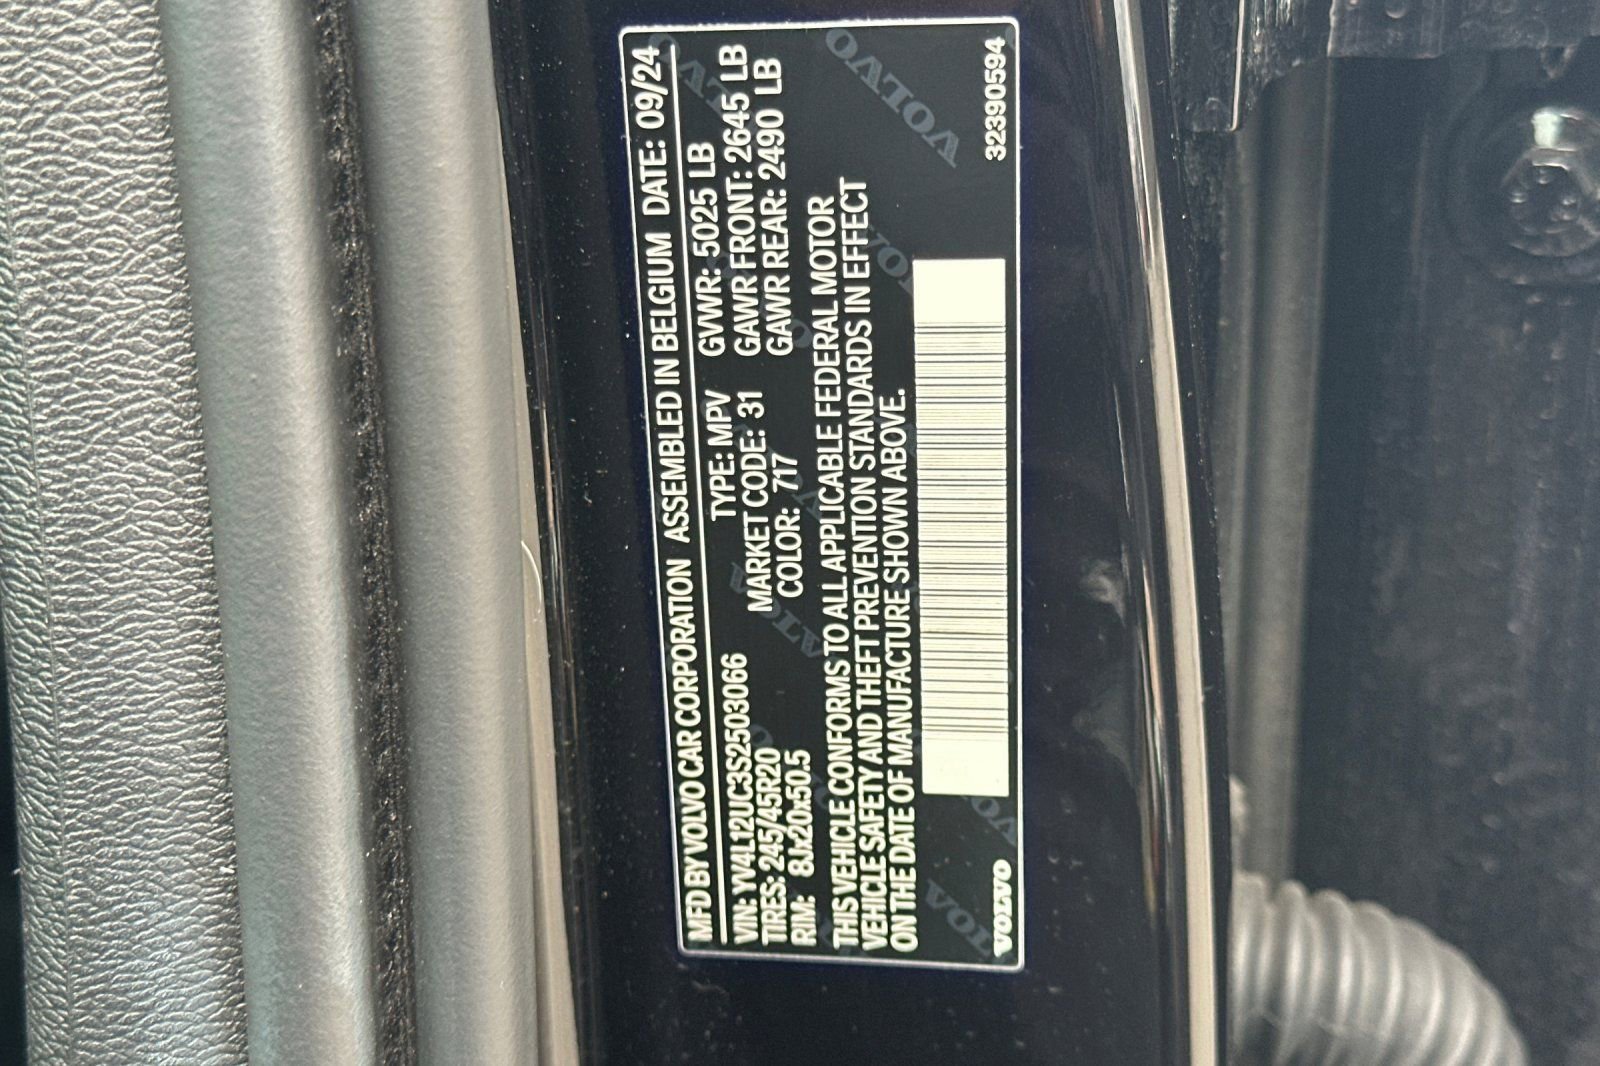 MFD BY VOLVO CAR CORPORATION ASSEMBLED IN BELGIUM DATE: 09/24
VIN: YV4L12UC3S2503066 TYPE: MPV GVWR: 5025 LB
TIRES: 245/45R20 MARKET CODE: 31 GAWR FRONT: 2645 LB
RIM: 8Jx20x50.5 COLOR: 717 GAWR REAR: 2490 LB
THIS VEHICLE CONFORMS TO ALL APPLICABLE FEDERAL MOTOR
VEHICLE SAFETY AND THEFT PREVENTION STANDARDS IN EFFECT
ON THE DATE OF MANUFACTURE SHOWN ABOVE.
VOLVO 32390594